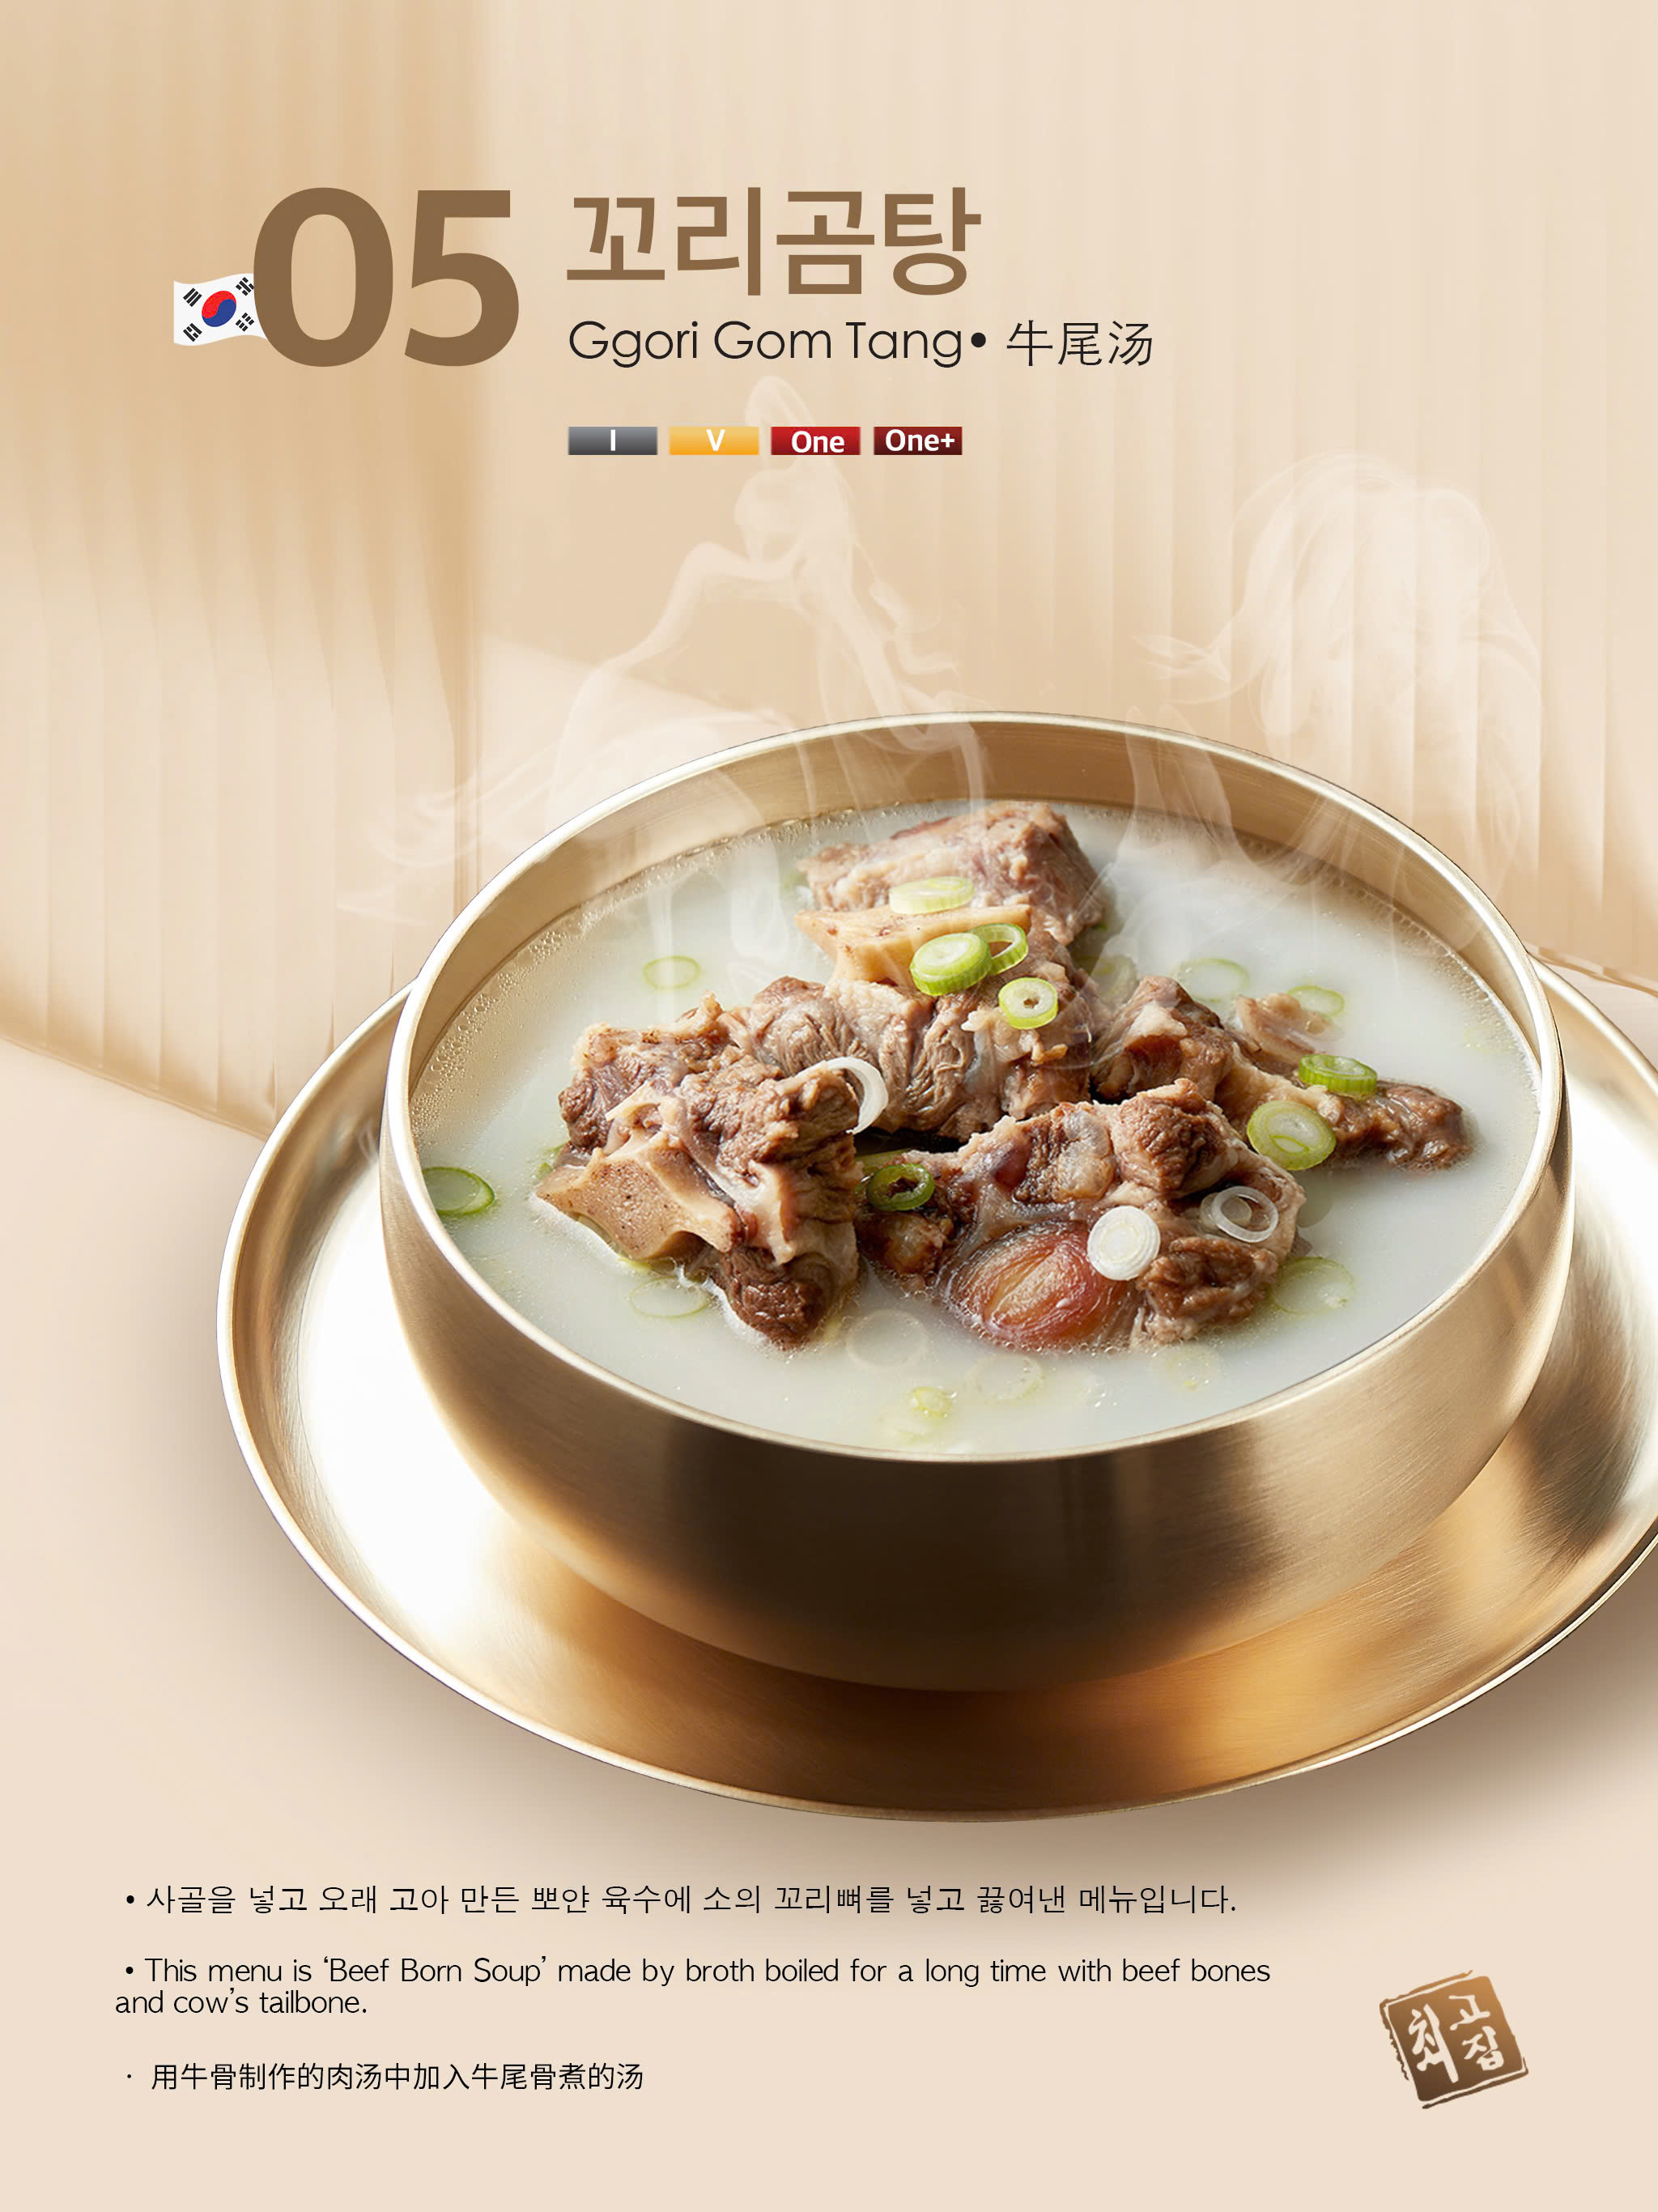 05 꼬리곰탕
Ggori Gom Tang• 牛尾汤
I V One One+
• 사골을 넣고 오래 고아 만든 뽀얀 육수에 소의 꼬리뼈를 넣고 끓여낸 메뉴입니다.
• This menu is ‘Beef Born Soup’ made by broth boiled for a long time with beef bones
and cow’s tailbone.
· 用牛骨制作的肉汤中加入牛尾骨煮的汤
최고집